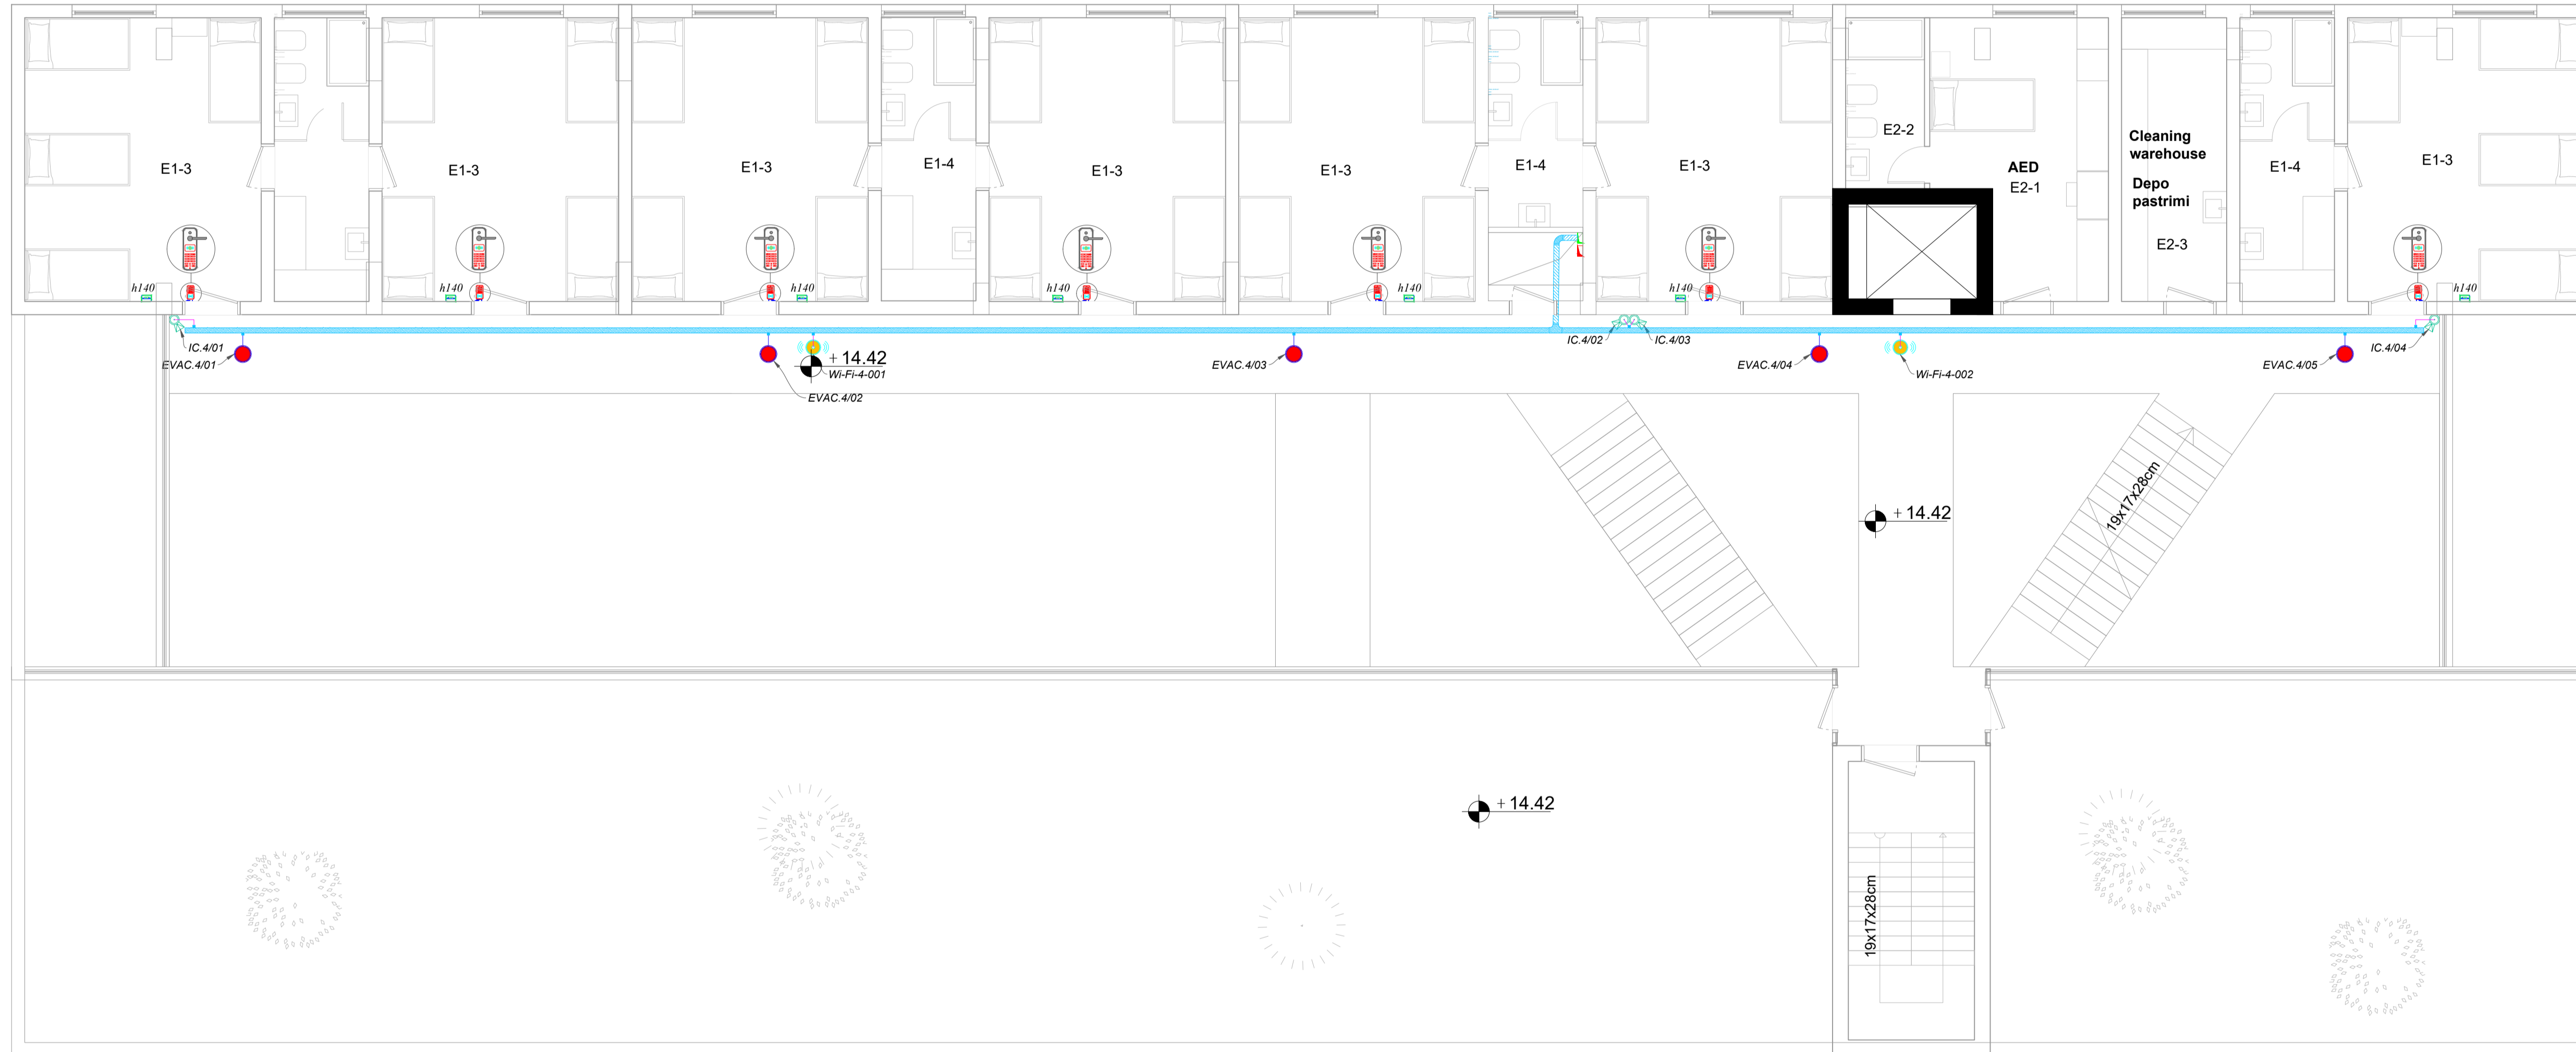 E1-3
E1-3
E1-3
E1-4
E1-3
E1-3
E1-4
E1-3
E2-2
AED
E2-1
Cleaning
warehouse
Depo
pastrimi
E2-3
E1-4
E1-3
h140
h140
h140
h140
h140
h140
h140
IC.4/01
EVAC.4/01
+14.42
Wi-Fi-4-001
EVAC.4/02
EVAC.4/03
IC.4/02
IC.4/03
EVAC.4/04
Wi-Fi-4-002
EVAC.4/05
IC.4/04
+14.42
19x17x28cm
+14.42
19x17x28cm